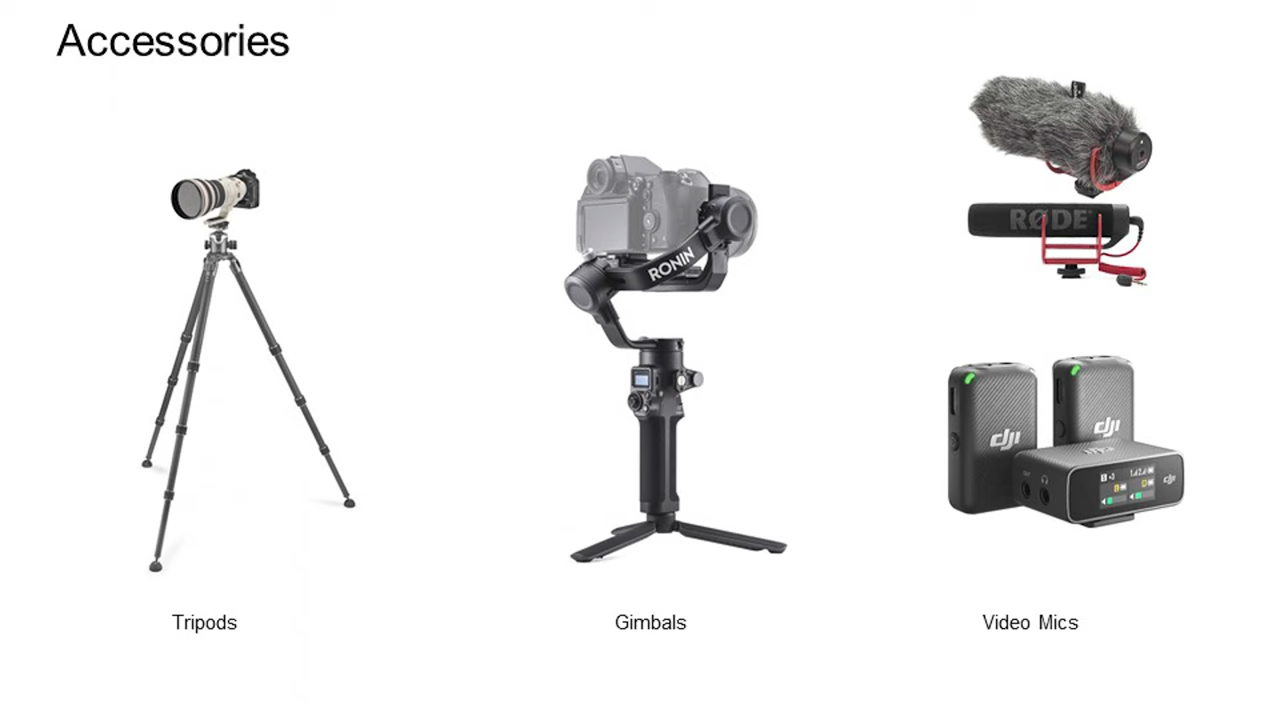 Accessories
RONIN
RØDE
dji
dji
dji
Tripods
Gimbals
Video Mics